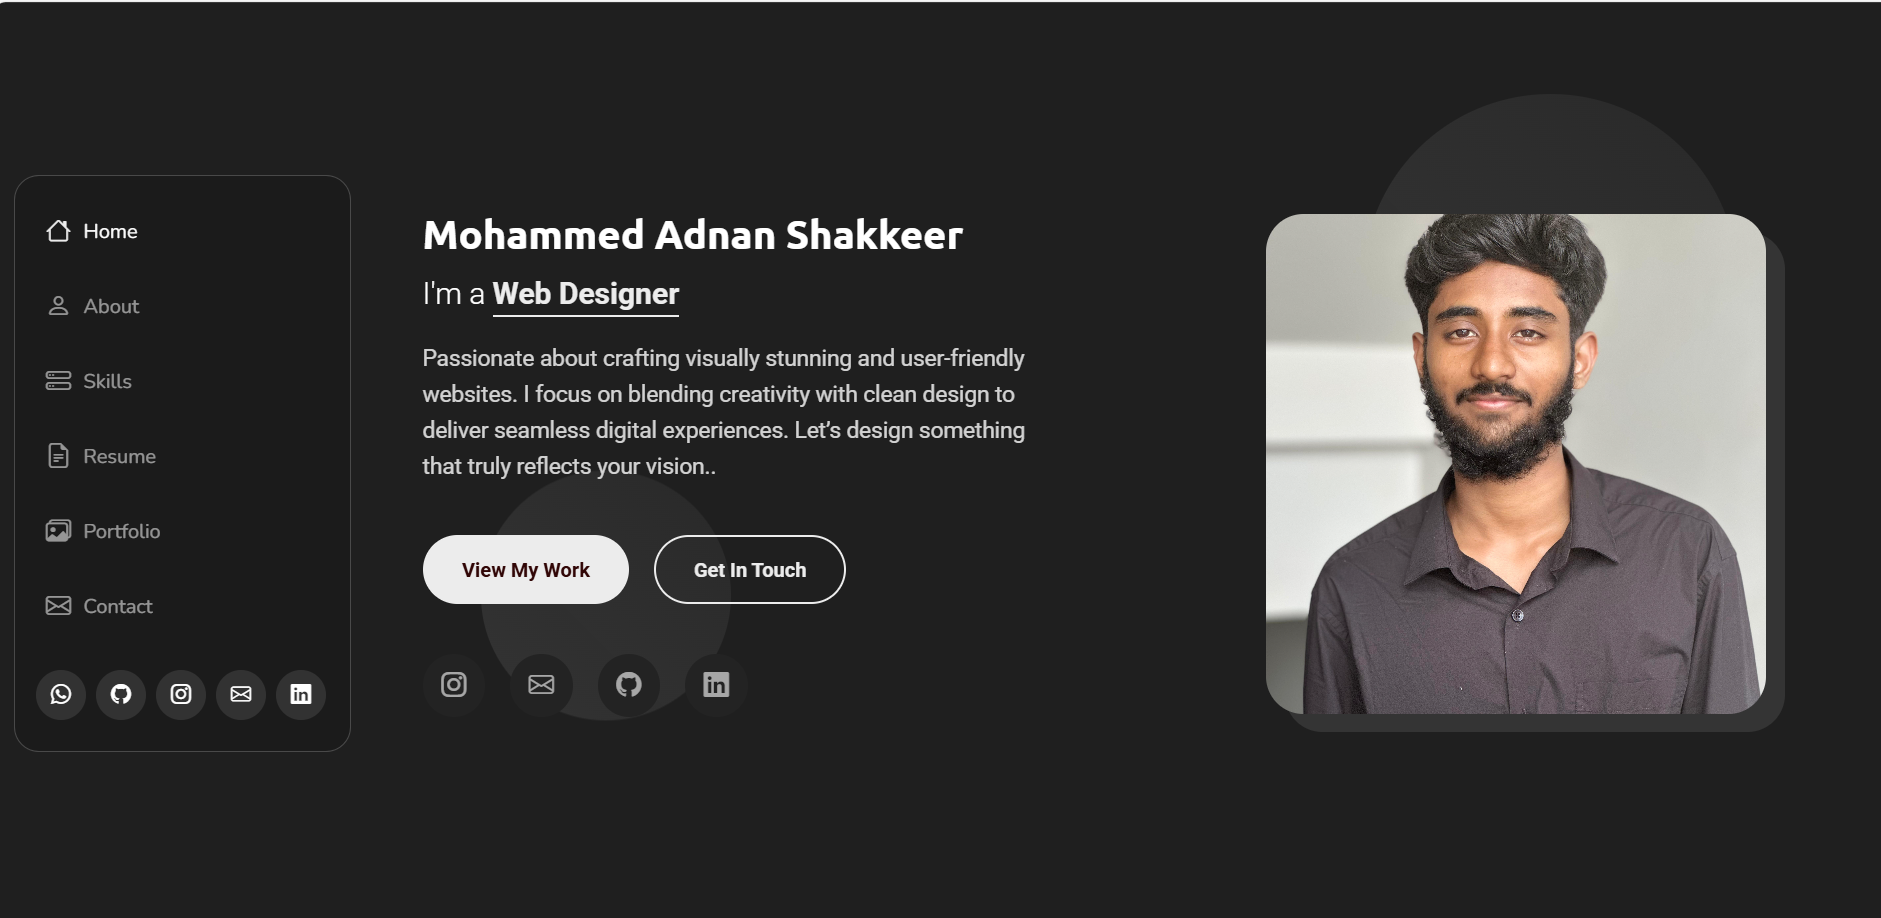 Home
About
Skills
Resume
Portfolio
Contact
Mohammed Adnan Shakkeer
I'm a Web Designer
Passionate about crafting visually stunning and user-friendly
websites. I focus on blending creativity with clean design to
deliver seamless digital experiences. Let’s design something
that truly reflects your vision..
View My Work
Get In Touch
in
in